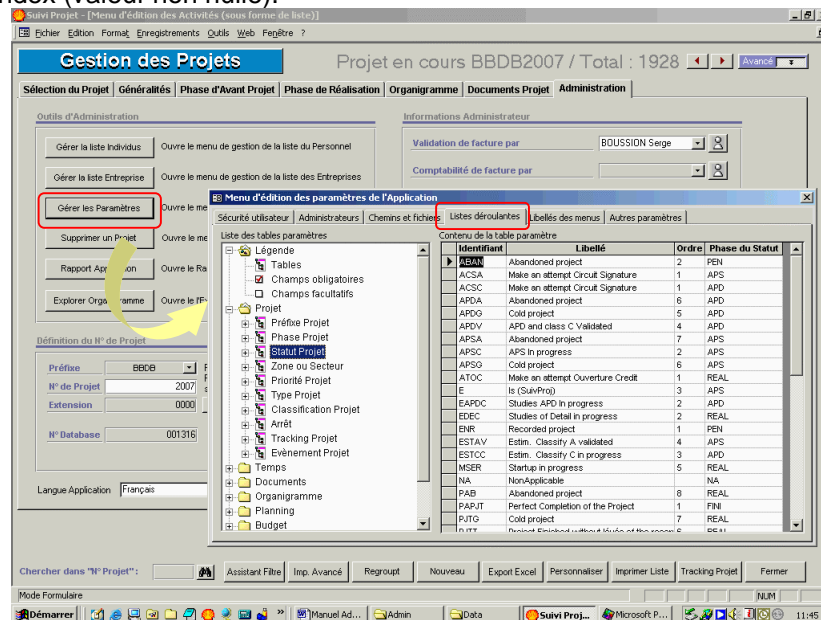 index (valeur non nulle).
Suivi Projet - [Menu d'édition des Activités (sous forme de liste)]
Fichier Edition Format Enregistrements Outils Web Fenêtre ?
Gestion des Projets
Projet en cours BBDB2007 / Total : 1928
Avancé
Sélection du Projet Généralités Phase d'Avant Projet Phase de Réalisation Organigramme Documents Projet Administration
Outils d'Administration
Informations Administrateur
Gérer la liste Individus Ouvre le menu de gestion de la liste du Personnel
Validation de facture par BOUSSION Serge
Gérer la liste Entreprise Ouvre le menu de gestion de la liste des Entreprises
Comptabilité de facture par
Gérer les Paramètres Ouvre le me
Supprimer un Projet Ouvre le me
Rapport Application Ouvre le Ra
Explorer Organigramme Ouvre le l'E
Définition du N° de Projet
Préfixe BBDB
N° de Projet 2007
Extension 0000
N° Database 001316
Langue Application Français
Menu d'édition des paramètres de l'Application
Sécurité utilisateur Administrateurs Chemins et fichiers Listes déroulantes Libellés des menus Autres paramètres
Liste des tables paramètres
Légende
Tables
Champs obligatoires
Champs facultatifs
Projet
Préfixe Projet
Phase Projet
Statut Projet
Zone ou Secteur
Priorité Projet
Type Projet
Classification Projet
Arrêt
Tracking Projet
Evènement Projet
Temps
Documents
Organigramme
Planning
Budget
Contenu de la table paramètre
Identifiant Libellé Ordre Phase du Statut
ABAN Abandoned project 2 PEN
ACSA Make an attempt Circuit Signature 1 APS
ACSC Make an attempt Circuit Signature 1 APD
APDA Abandoned project 6 APD
APDG Cold project 5 APD
APDV APD and class C Validated 4 APD
APSA Abandoned project 7 APS
APSC APS In progress 2 APS
APSG Cold project 6 APS
ATOC Make an attempt Ouverture Credit 1 REAL
E Is (SuivProj) 3 APS
EAPDC Studies APD In progress 2 APD
EDEC Studies of Detail in progress 2 REAL
ENR Recorded project 1 PEN
ESTAV Estim. Classify A validated 4 APS
ESTCC Estim. Classify C in progress 3 APD
MSER Startup in progress 5 REAL
NA NonApplicable NA
PAB Abandoned project 8 REAL
PAPJT Perfect Completion of the Project 1 FINI
PJTG Cold project 7 REAL
Chercher dans "N° Projet" :
Assistant Filtre Imp. Avancé Regroupt Nouveau Export Excel Personnaliser Imprimer Liste Tracking Projet Fermer
Mode Formulaire
NUM
Démarrer » Manuel Ad... Admin Data Suivi Proj... Microsoft P... 11:45